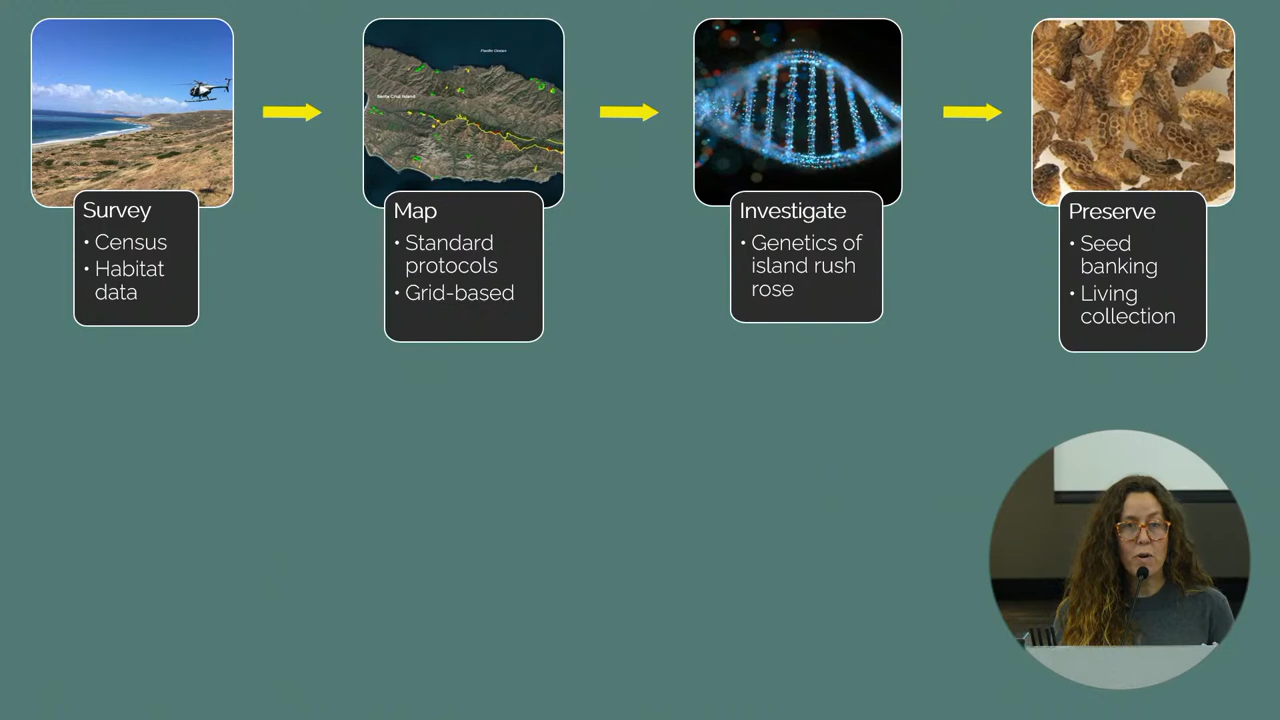 Pacific Ocean
Santa Cruz Island
Survey
• Census
• Habitat
data
Map
• Standard
protocols
• Grid-based
Investigate
• Genetics of
island rush
rose
Preserve
• Seed
banking
• Living
collection